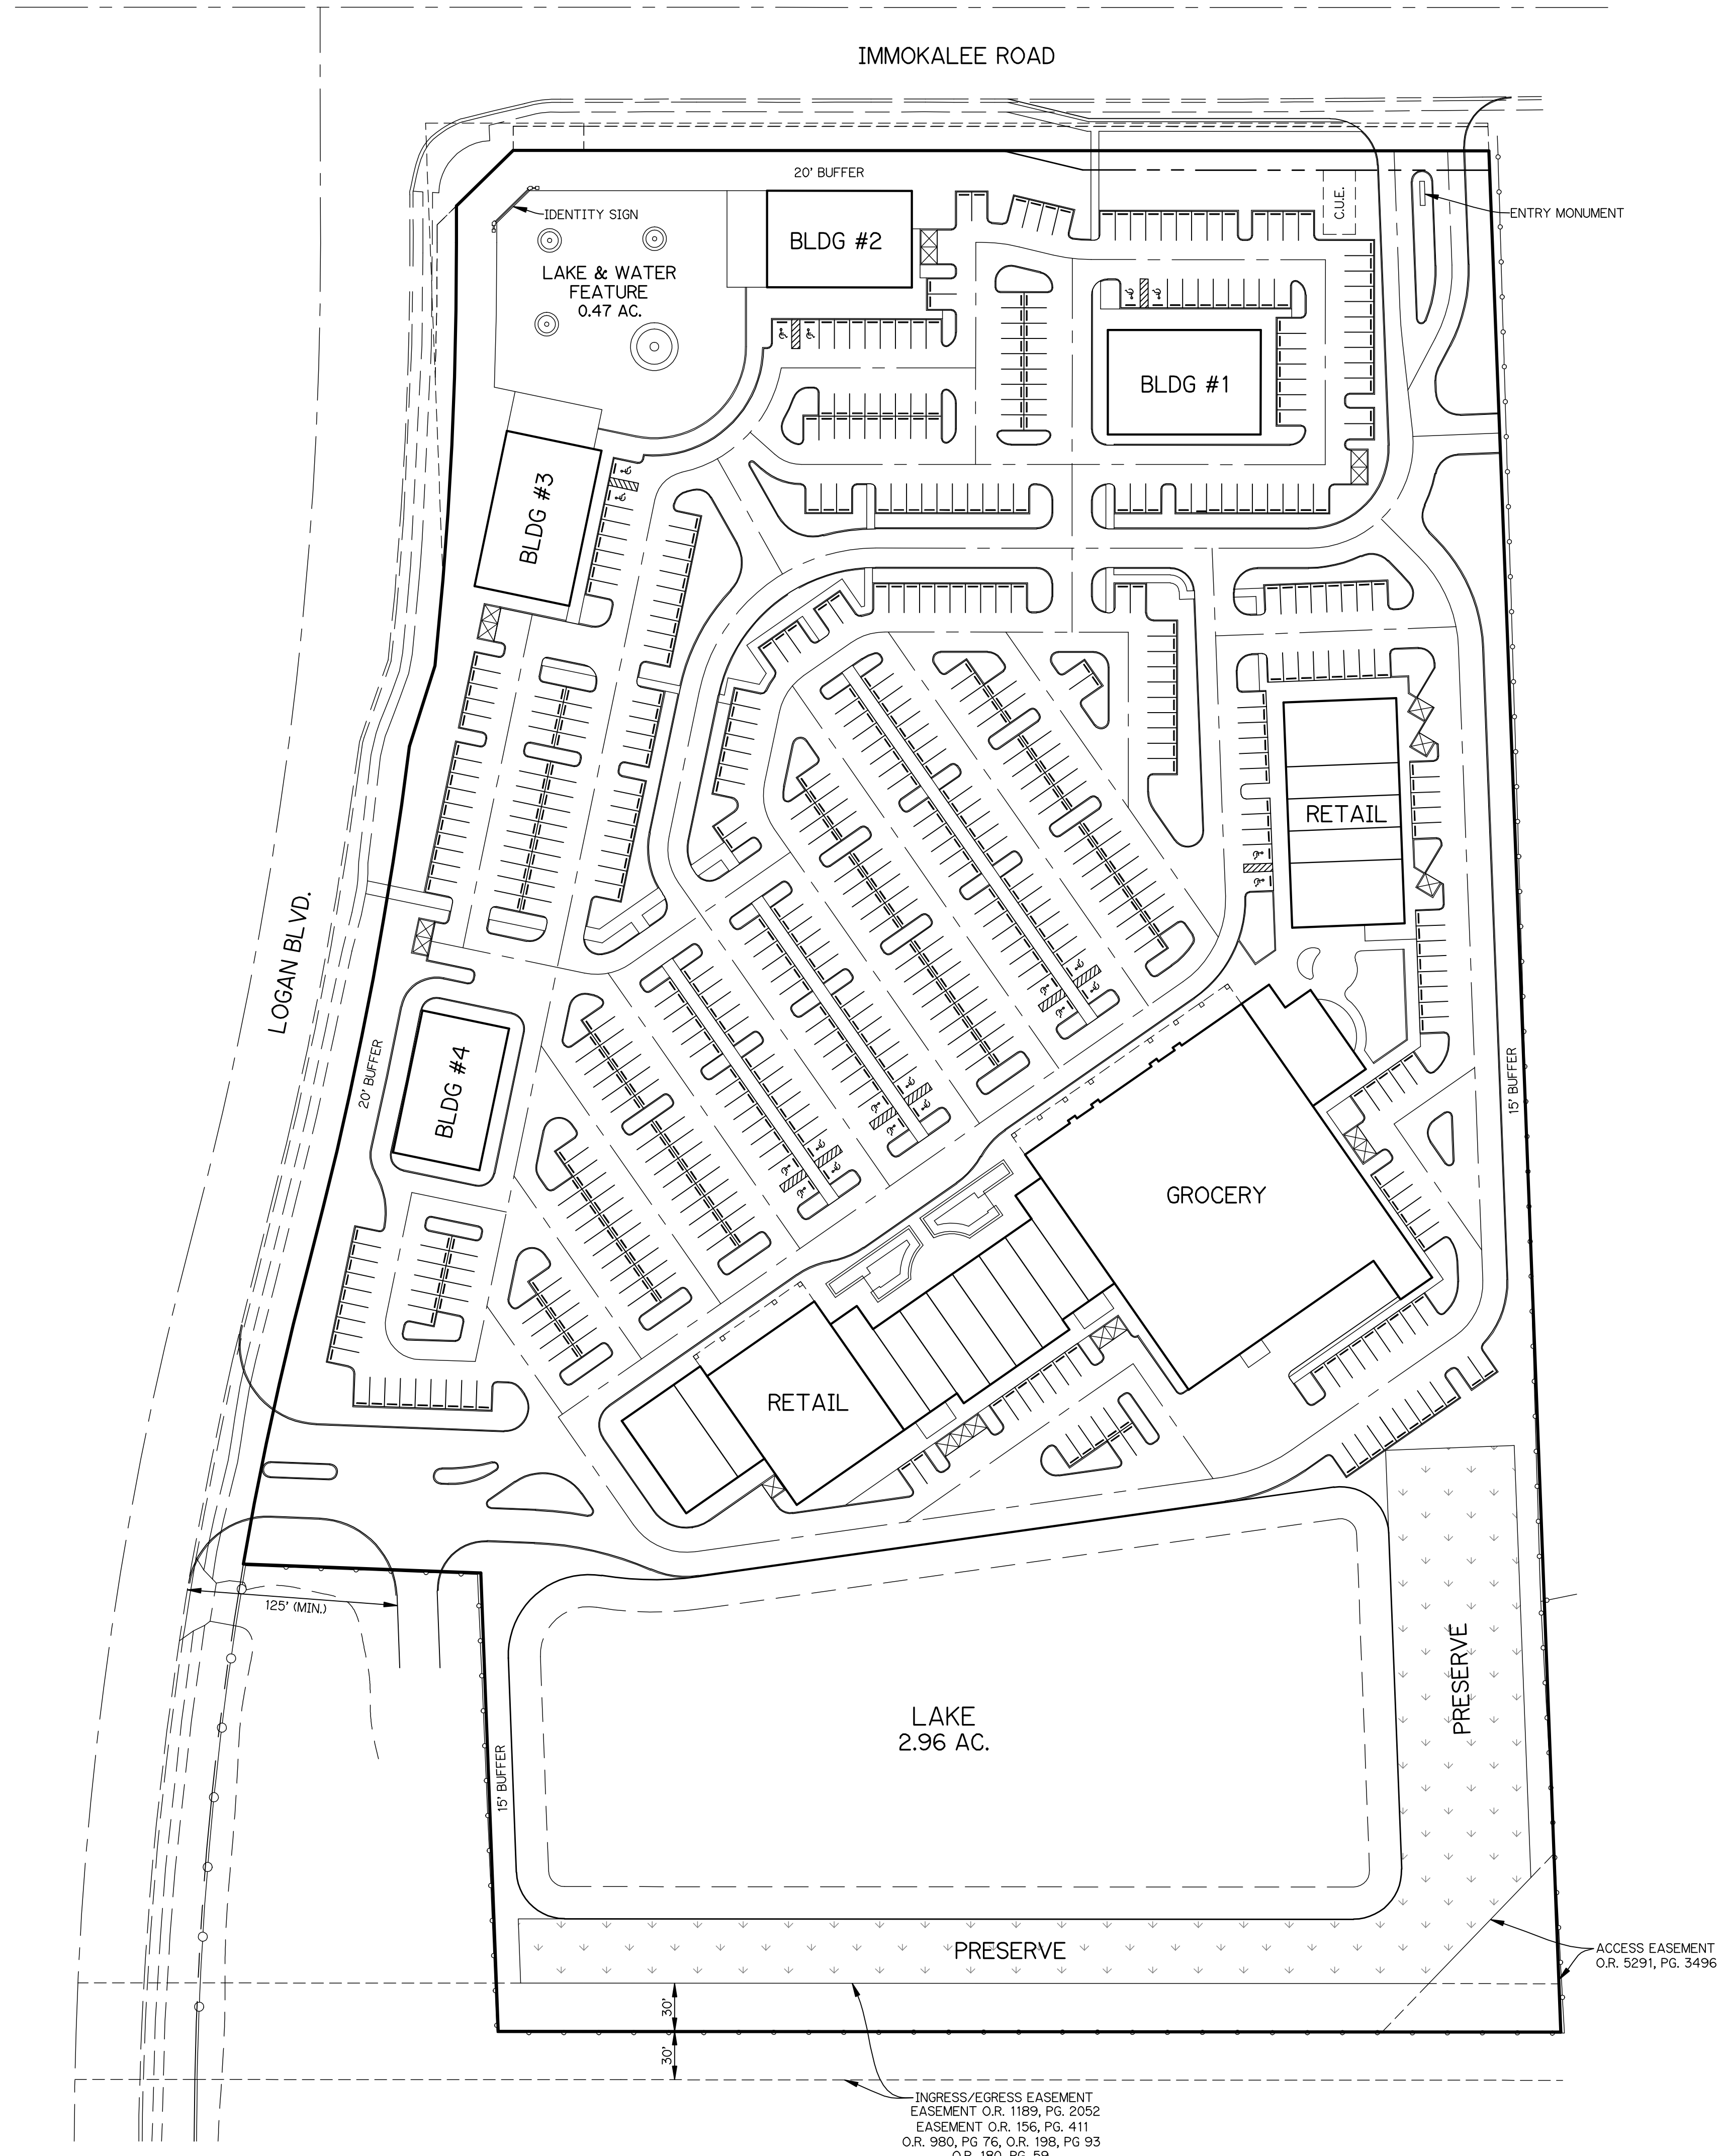 IMMOKALEE ROAD
20' BUFFER
C.U.E.
IDENTITY SIGN
ENTRY MONUMENT
BLDG #2
LAKE & WATER
FEATURE
0.47 AC.
BLDG #1
BLDG #3
RETAIL
LOGAN BLVD.
20' BUFFER
BLDG #4
15' BUFFER
GROCERY
RETAIL
125' (MIN.)
PRESERVE
LAKE
2.96 AC.
15' BUFFER
PRESERVE
ACCESS EASEMENT
O.R. 5291, PG. 3496
30'
30'
INGRESS/EGRESS EASEMENT
EASEMENT O.R. 1189, PG. 2052
EASEMENT O.R. 156, PG. 411
O.R. 980, PG 76, O.R. 198, PG 93
O.R. 180, PG. 59